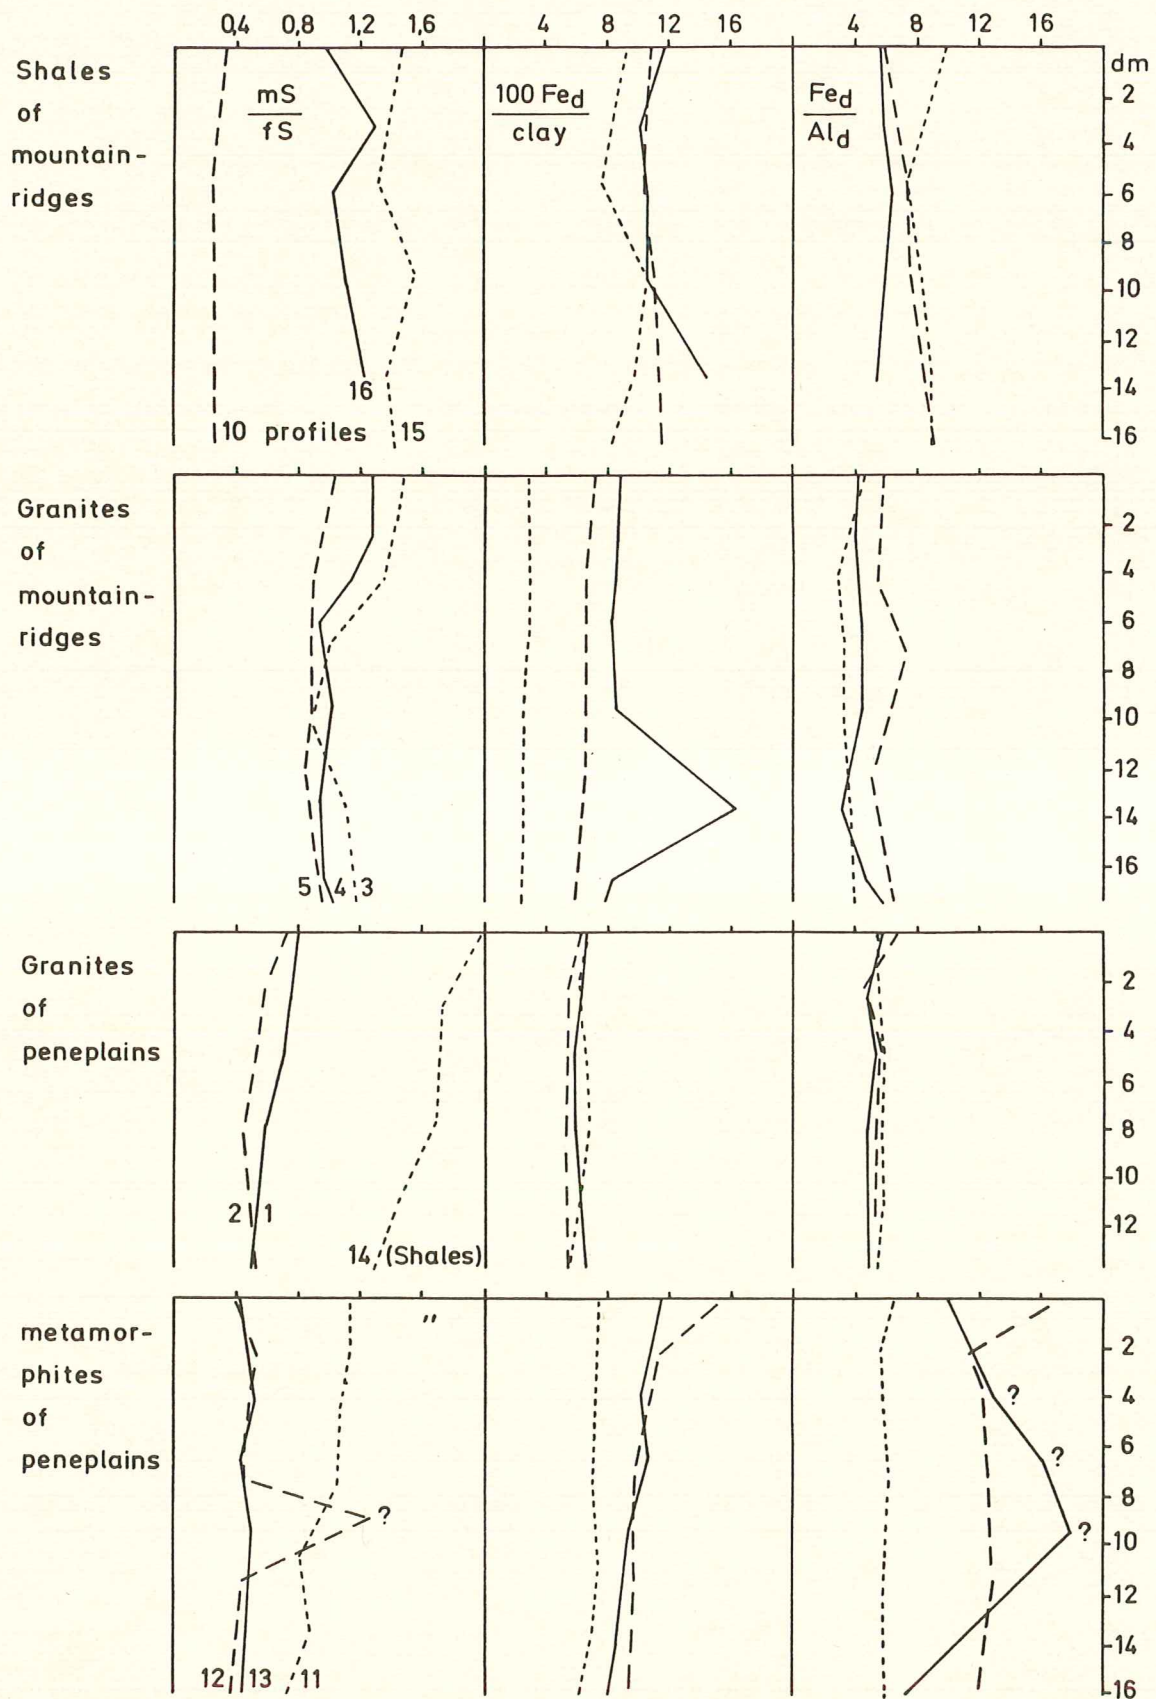 0,4 0,8 1,2 1,6 4 8 12 16 4 8 12 16
dm
Shales
of
mountain-
ridges
mS
fS
100 Fed
clay
Fed
Ald
2
4
6
8
10
12
14
16
16
10 profiles 15
Granites
of
mountain-
ridges
2
4
6
8
10
12
14
16
5 4 3
Granites
of
peneplains
2
4
6
8
10
12
2 1
14 (Shales)
metamor-
phites
of
peneplains
"
?
?
?
?
2
4
6
8
10
12
14
16
12 13 11